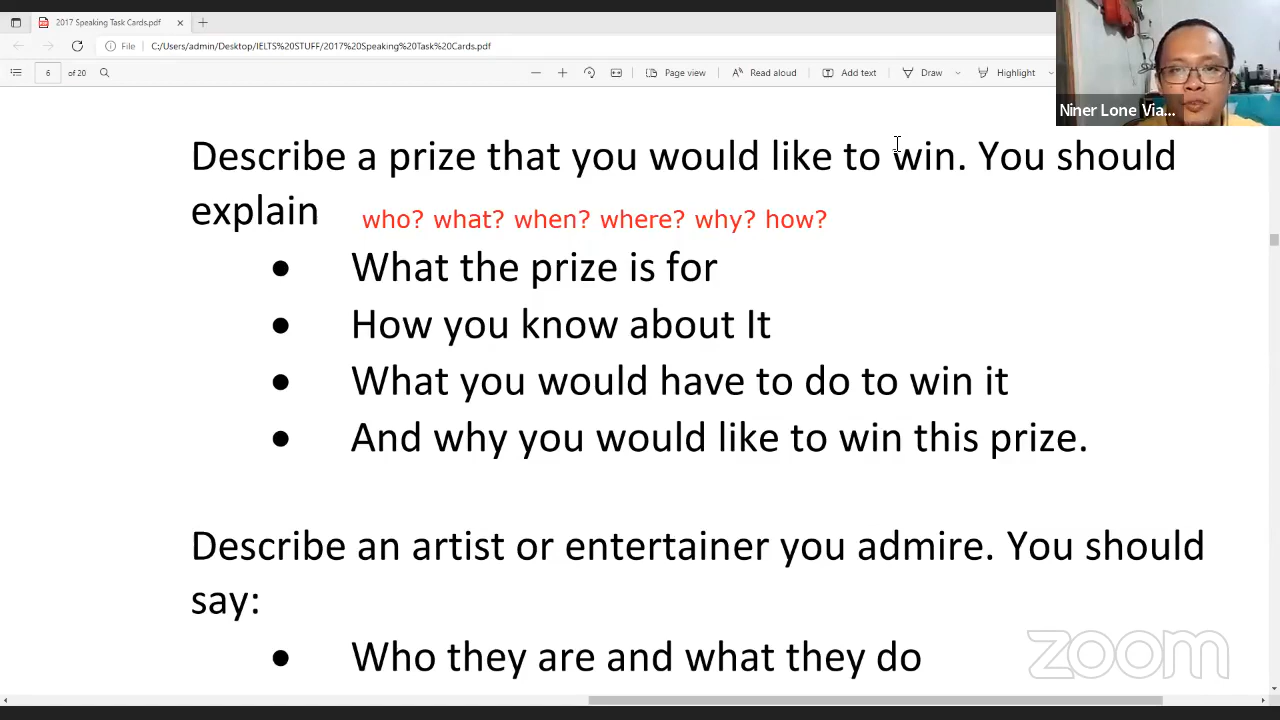 2017 Speaking Task Cards.pdf
File C:/Users/admin/Desktop/IELTS%20STUFF/2017%20Speaking%20Task%20Cards.pdf
6 of 20 Page view Read aloud Add text Draw Highlight
Niner Lone Via...
Describe a prize that you would like to win. You should
explain who? what? when? where? why? how?
● What the prize is for
● How you know about It
● What you would have to do to win it
● And why you would like to win this prize.
Describe an artist or entertainer you admire. You should
say:
● Who they are and what they do
zoom